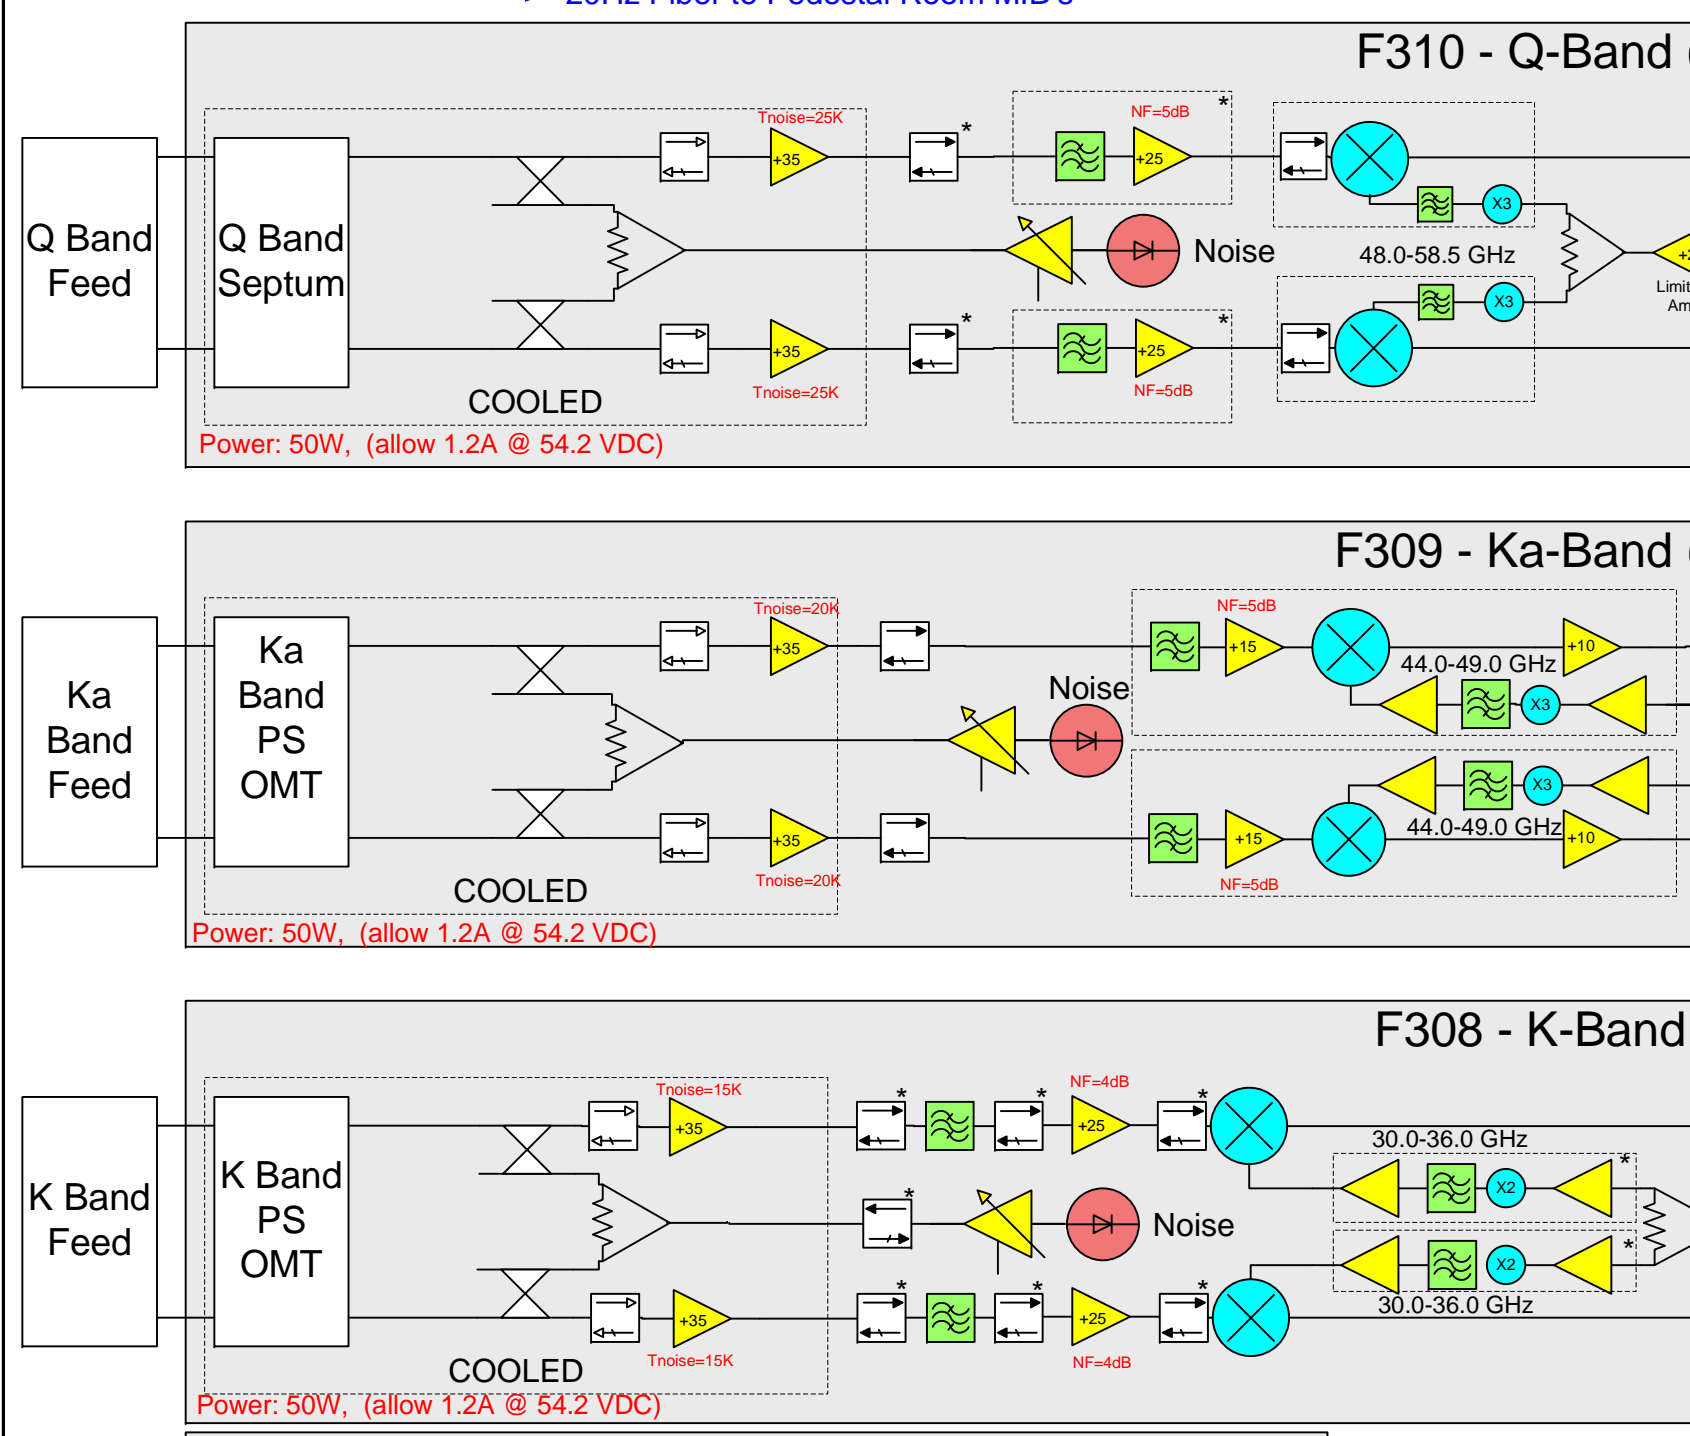 F310 - Q-Band
Tnoise=25K
*
NF=5dB
*
+35
+25
Q Band
Feed
Q Band
Septum
X3
Noise
48.0-58.5 GHz
X3
*
*
+35
+25
Tnoise=25K
NF=5dB
COOLED
Power: 50W, (allow 1.2A @ 54.2 VDC)
F309 - Ka-Band
Tnoise=20K
NF=5dB
+35
+15
+10
44.0-49.0 GHz
Ka
Band
Feed
Ka
Band
PS
OMT
Noise
X3
X3
44.0-49.0 GHz
+35
+15
+10
Tnoise=20K
NF=5dB
COOLED
Power: 50W, (allow 1.2A @ 54.2 VDC)
F308 - K-Band
Tnoise=15K
NF=4dB
*
*
*
+35
+25
30.0-36.0 GHz
K Band
Feed
K Band
PS
OMT
*
X2
*
Noise
X2
*
*
*
*
+35
+25
30.0-36.0 GHz
Tnoise=15K
NF=4dB
COOLED
Power: 50W, (allow 1.2A @ 54.2 VDC)